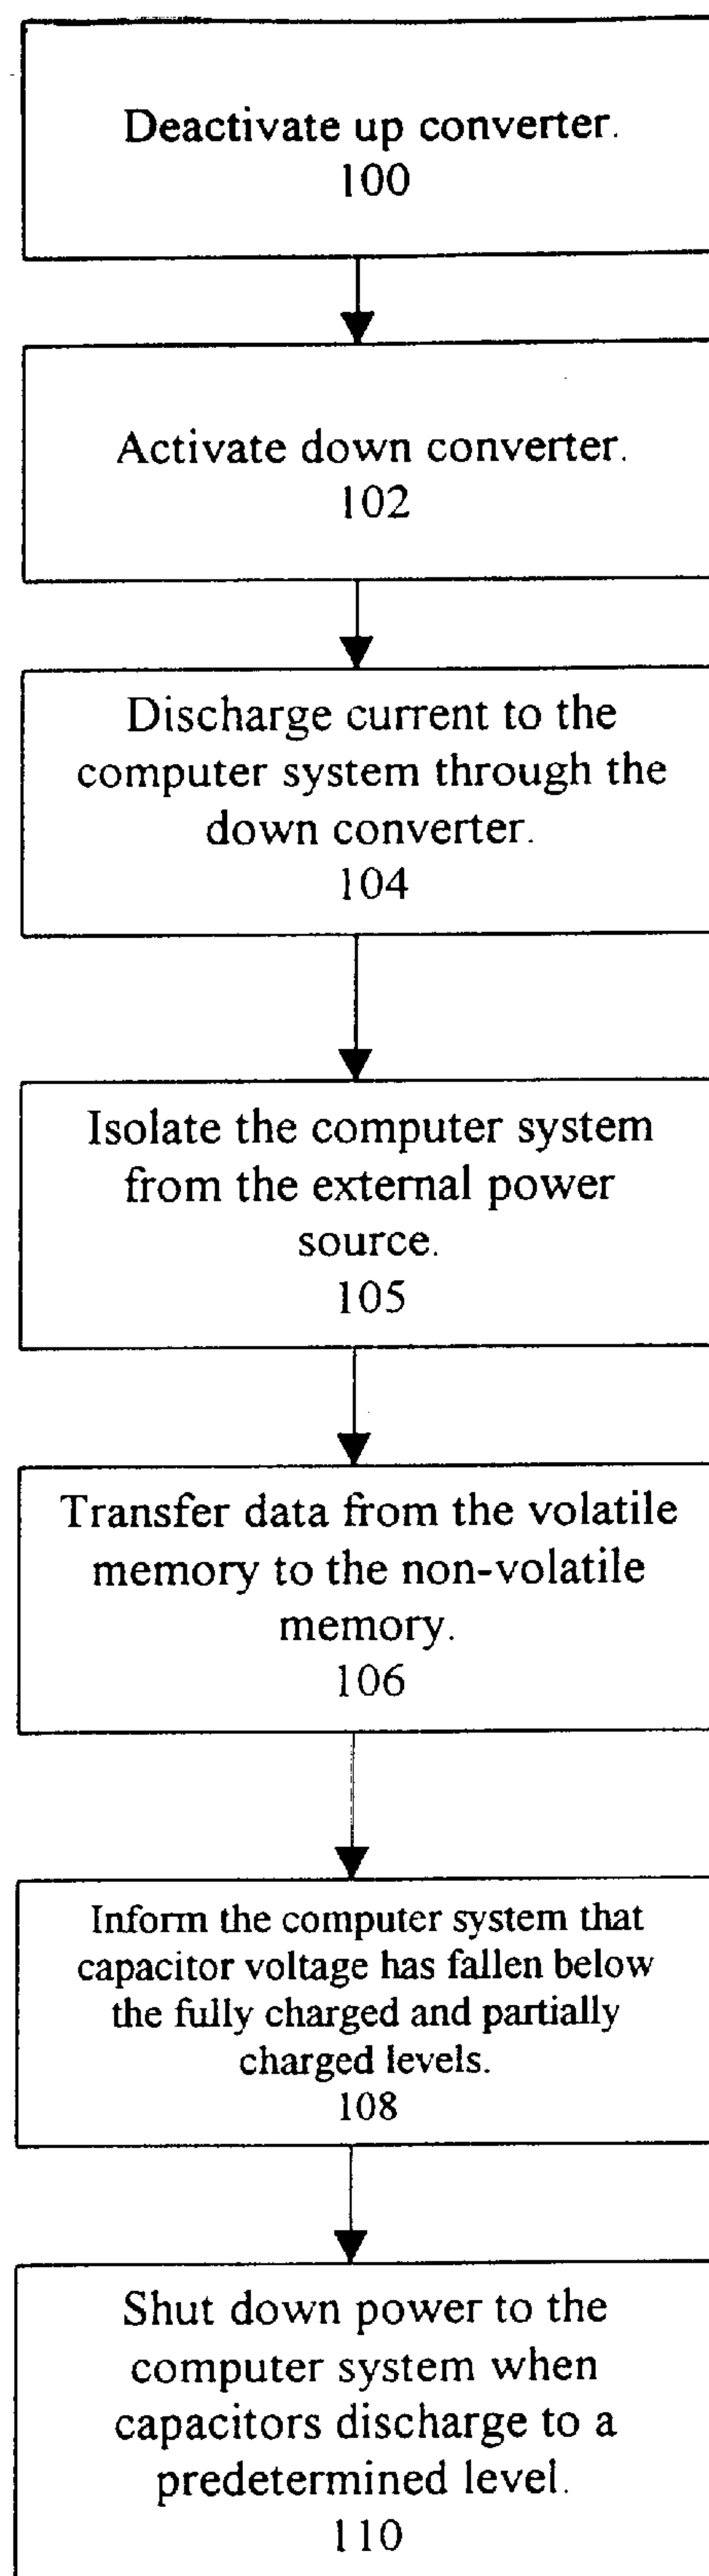 Deactivate up converter.
100
Activate down converter.
102
Discharge current to the
computer system through the
down converter.
104
Isolate the computer system
from the external power
source.
105
Transfer data from the volatile
memory to the non-volatile
memory.
106
Inform the computer system that
capacitor voltage has fallen below
the fully charged and partially
charged levels.
108
Shut down power to the
computer system when
capacitors discharge to a
predetermined level.
110